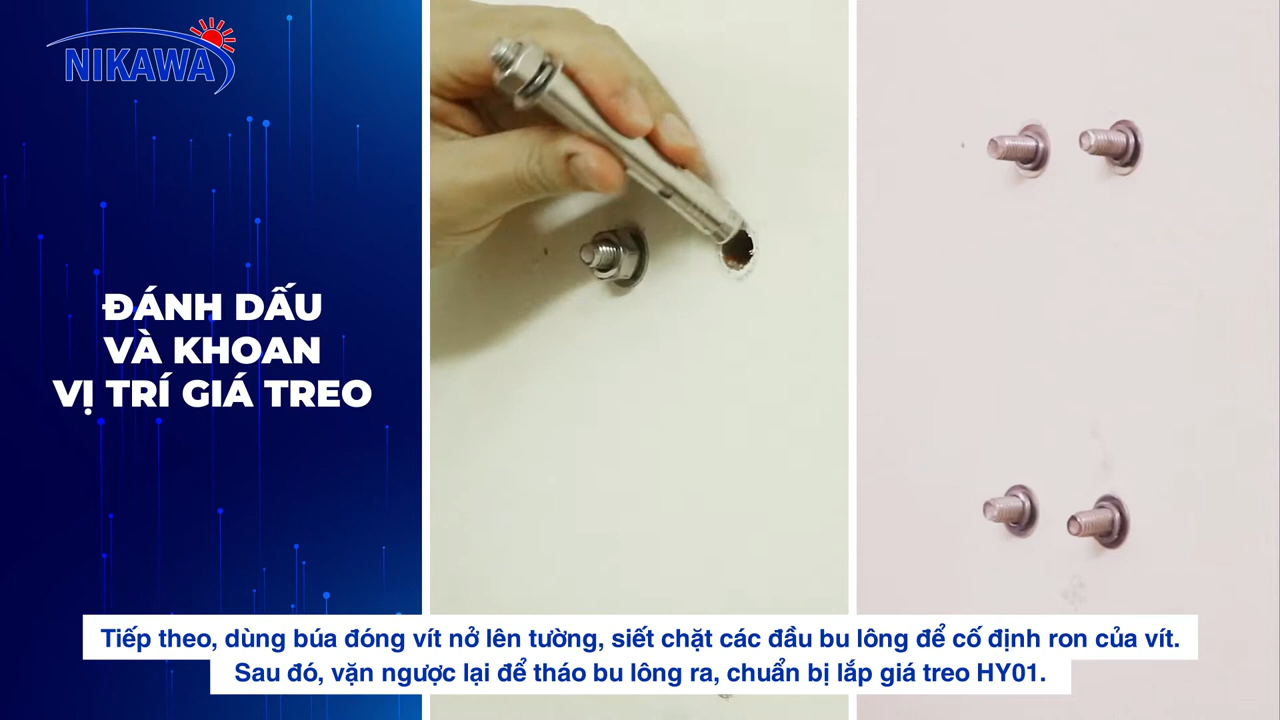 NIKAWA
ĐÁNH DẤU
VÀ KHOAN
VỊ TRÍ GIÁ TREO
Tiếp theo, dùng búa đóng vít nở lên tường, siết chặt các đầu bu lông để cố định ron của vít.
Sau đó, vặn ngược lại để tháo bu lông ra, chuẩn bị lắp giá treo HY01.